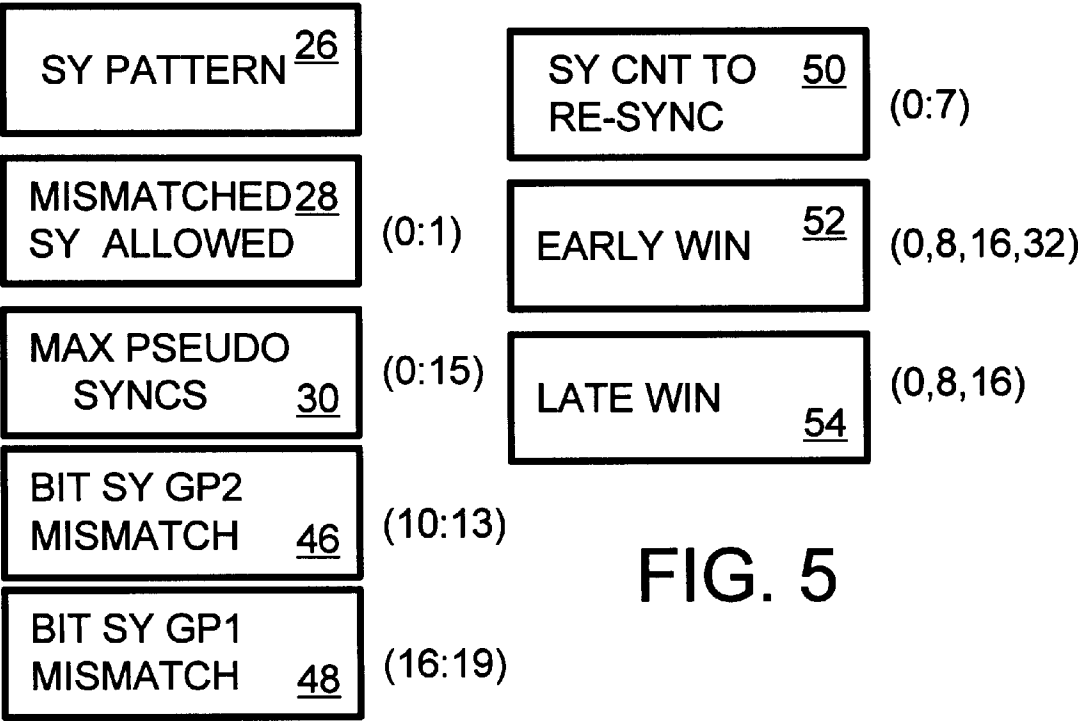 SY PATTERN 26
MISMATCHED 28
SY ALLOWED
(0:1)
MAX PSEUDO
SYNCS 30
(0:15)
BIT SY GP2
MISMATCH 46
(10:13)
BIT SY GP1
MISMATCH 48
(16:19)
SY CNT TO 50
RE-SYNC
(0:7)
EARLY WIN 52
(0,8,16,32)
LATE WIN 54
(0,8,16)
FIG. 5